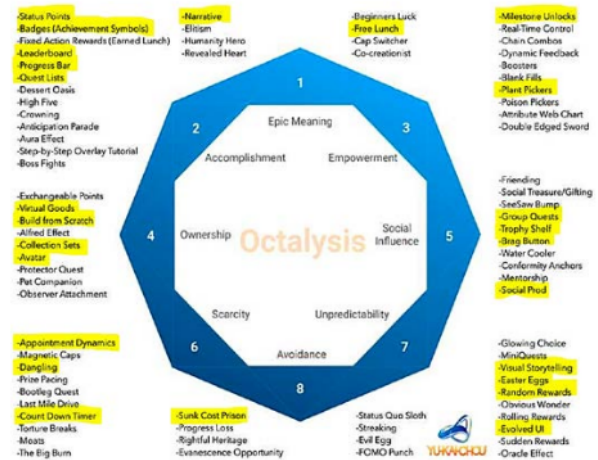 -Status Points
-Badges (Achievement Symbols)
-Fixed Action Rewards (Earned Lunch)
-Leaderboard
-Progress Bar
-Quest Lists
-Dessert Oasis
-High Five
-Crowning
-Anticipation Parade
-Aura Effect
-Step-by-Step Overlay Tutorial
-Boss Fights
-Narrative
-Elitism
-Humanity Hero
-Revealed Heart
-Beginners Luck
-Free Lunch
-Cap Switcher
-Co-creationist
-Milestone Unlocks
-Real-Time Control
-Chain Combos
-Dynamic Feedback
-Boosters
-Blank Fills
-Plant Pickers
-Poison Pickers
-Attribute Web Chart
-Double Edged Sword
1
Epic Meaning
2
Accomplishment
3
Empowerment
-Exchangeable Points
-Virtual Goods
-Build from Scratch
-Alfred Effect
-Collection Sets
-Avatar
-Protector Quest
-Pet Companion
-Observer Attachment
4
Ownership
Octalysis
Social
Influence
5
-Friending
-Social Treasure/Gifting
-SeeSaw Bump
-Group Quests
-Trophy Shelf
-Brag Button
-Water Cooler
-Conformity Anchors
-Mentorship
-Social Prod
Scarcity
6
Unpredictability
7
Avoidance
8
-Appointment Dynamics
-Magnetic Caps
-Dangling
-Prize Pacing
-Bootleg Quest
-Last Mile Drive
-Count Down Timer
-Torture Breaks
-Moats
-The Big Burn
-Sunk Cost Prison
-Progress Loss
-Rightful Heritage
-Evanescence Opportunity
-Status Quo Sloth
-Streaking
-Evil Egg
-FOMO Punch
YU-KAI CHOU
-Glowing Choice
-MiniQuests
-Visual Storytelling
-Easter Eggs
-Random Rewards
-Obvious Wonder
-Rolling Rewards
-Evolved UI
-Sudden Rewards
-Oracle Effect